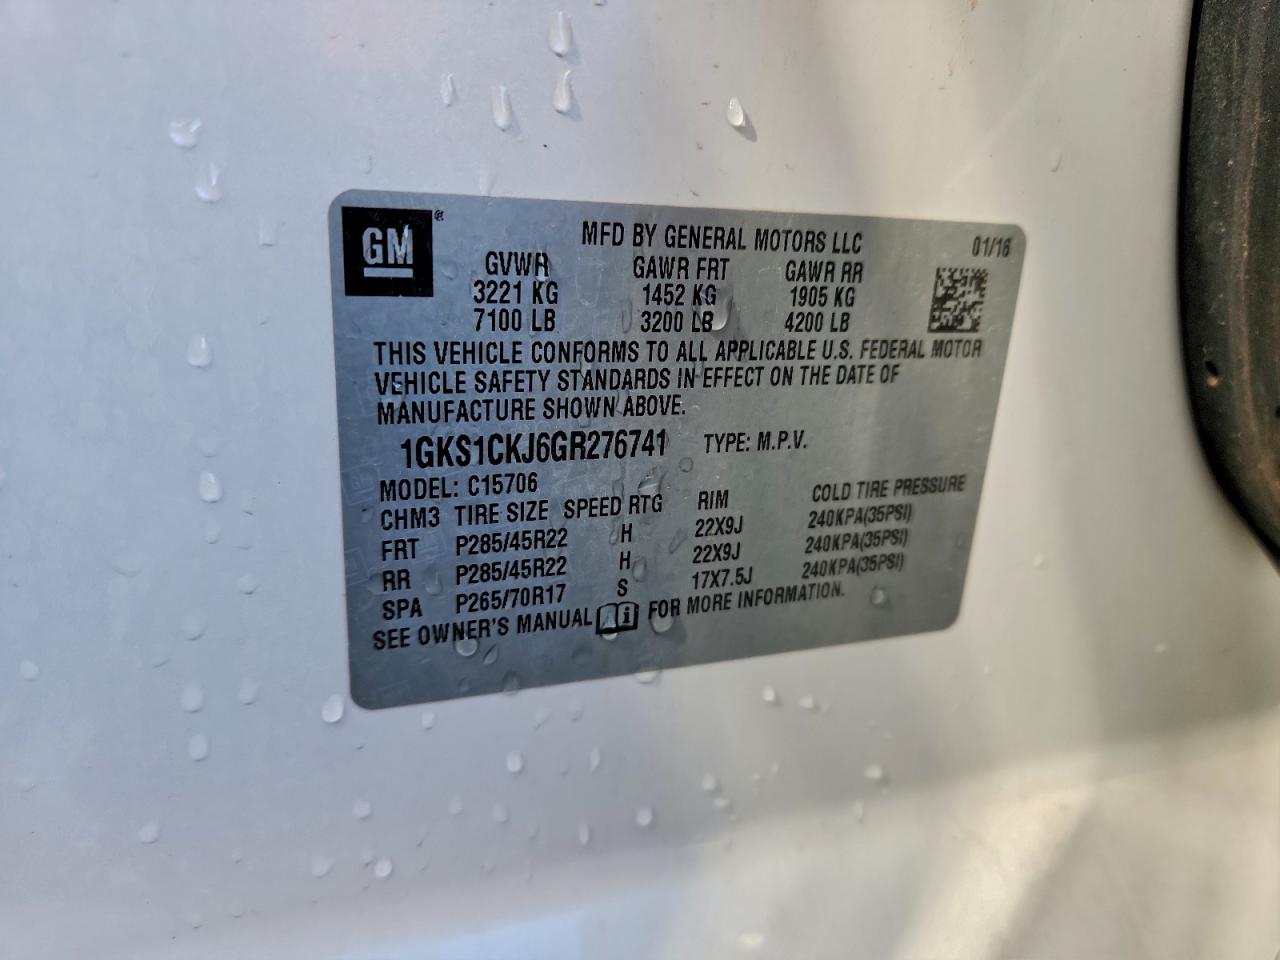 GM®
MFD BY GENERAL MOTORS LLC 01/16
GVWR GAWR FRT GAWR RR
3221 KG 1452 KG 1905 KG
7100 LB 3200 LB 4200 LB
THIS VEHICLE CONFORMS TO ALL APPLICABLE U.S. FEDERAL MOTOR
VEHICLE SAFETY STANDARDS IN EFFECT ON THE DATE OF
MANUFACTURE SHOWN ABOVE.
1GKS1CKJ6GR276741 TYPE: M.P.V.
MODEL: C15706
CHM3 TIRE SIZE SPEED RTG RIM COLD TIRE PRESSURE
FRT P285/45R22 H 22X9J 240KPA(35PSI)
RR P285/45R22 H 22X9J 240KPA(35PSI)
SPA P265/70R17 S 17X7.5J 240KPA(35PSI)
SEE OWNER'S MANUAL i FOR MORE INFORMATION.